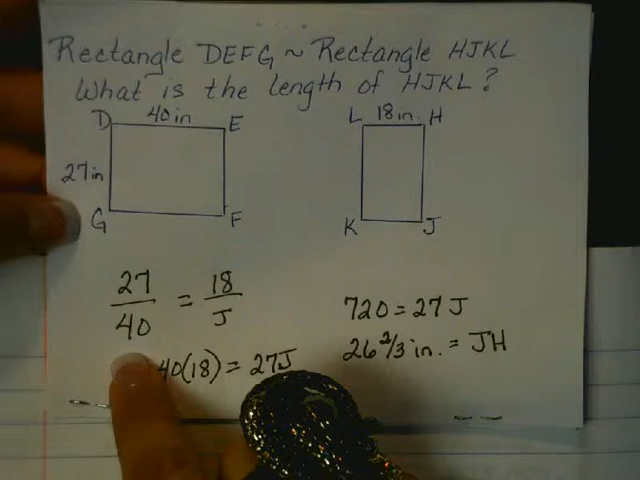 Rectangle DEFG ~ Rectangle HJKL
What is the length of HJKL?
D 40 in E
27 in
G F
L 18 in. H
K J
27/40 = 18/J
40(18) = 27J
720 = 27 J
26 2/3 in. = JH